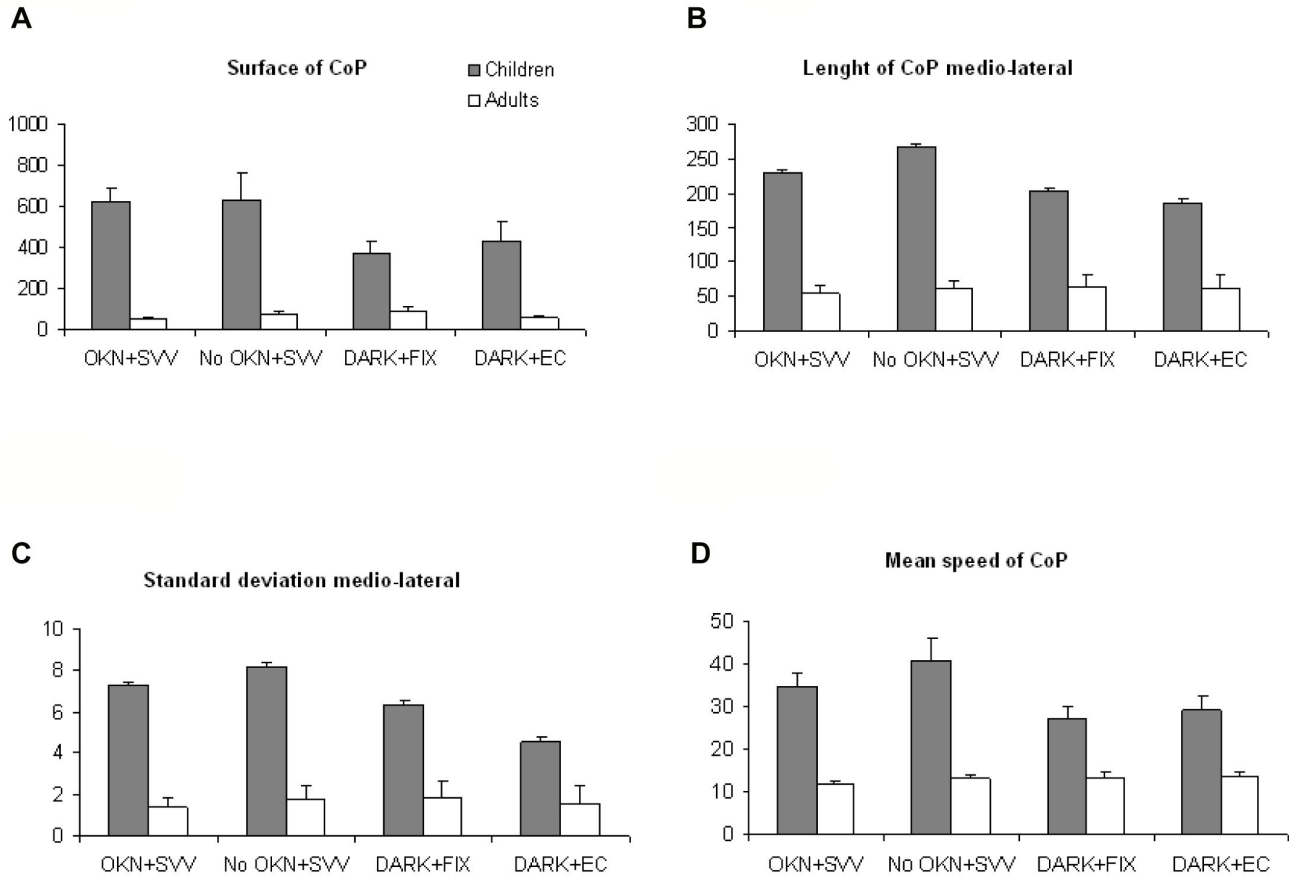 A
Surface of CoP
Children
Adults
1000
800
600
400
200
0
OKN+SVV No OKN+SVV DARK+FIX DARK+EC
B
Lenght of CoP medio-lateral
300
250
200
150
100
50
0
OKN+SVV No OKN+SVV DARK+FIX DARK+EC
C
Standard deviation medio-lateral
10
8
6
4
2
0
OKN+SVV No OKN+SVV DARK+FIX DARK+EC
D
Mean speed of CoP
50
40
30
20
10
0
OKN+SVV No OKN+SVV DARK+FIX DARK+EC